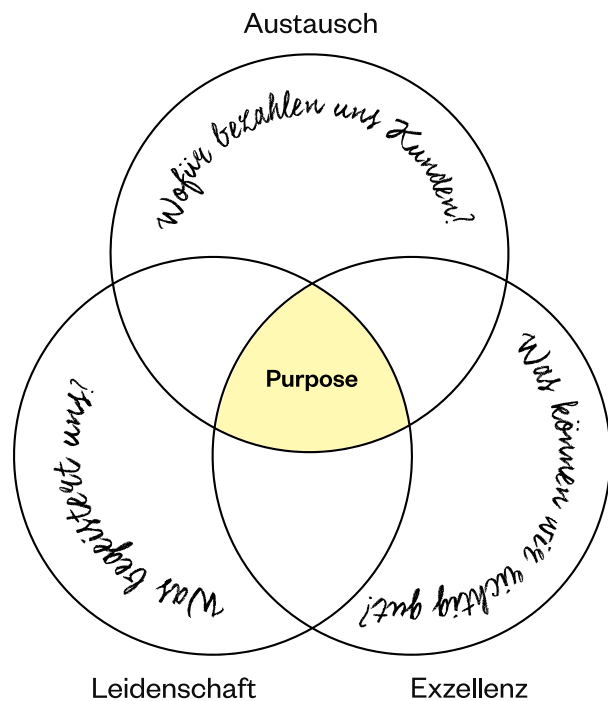 Austausch
Wofür bezahlen uns Kunden?
Purpose
Was begeistert uns?
Was können wir richtig gut?
Leidenschaft
Exzellenz